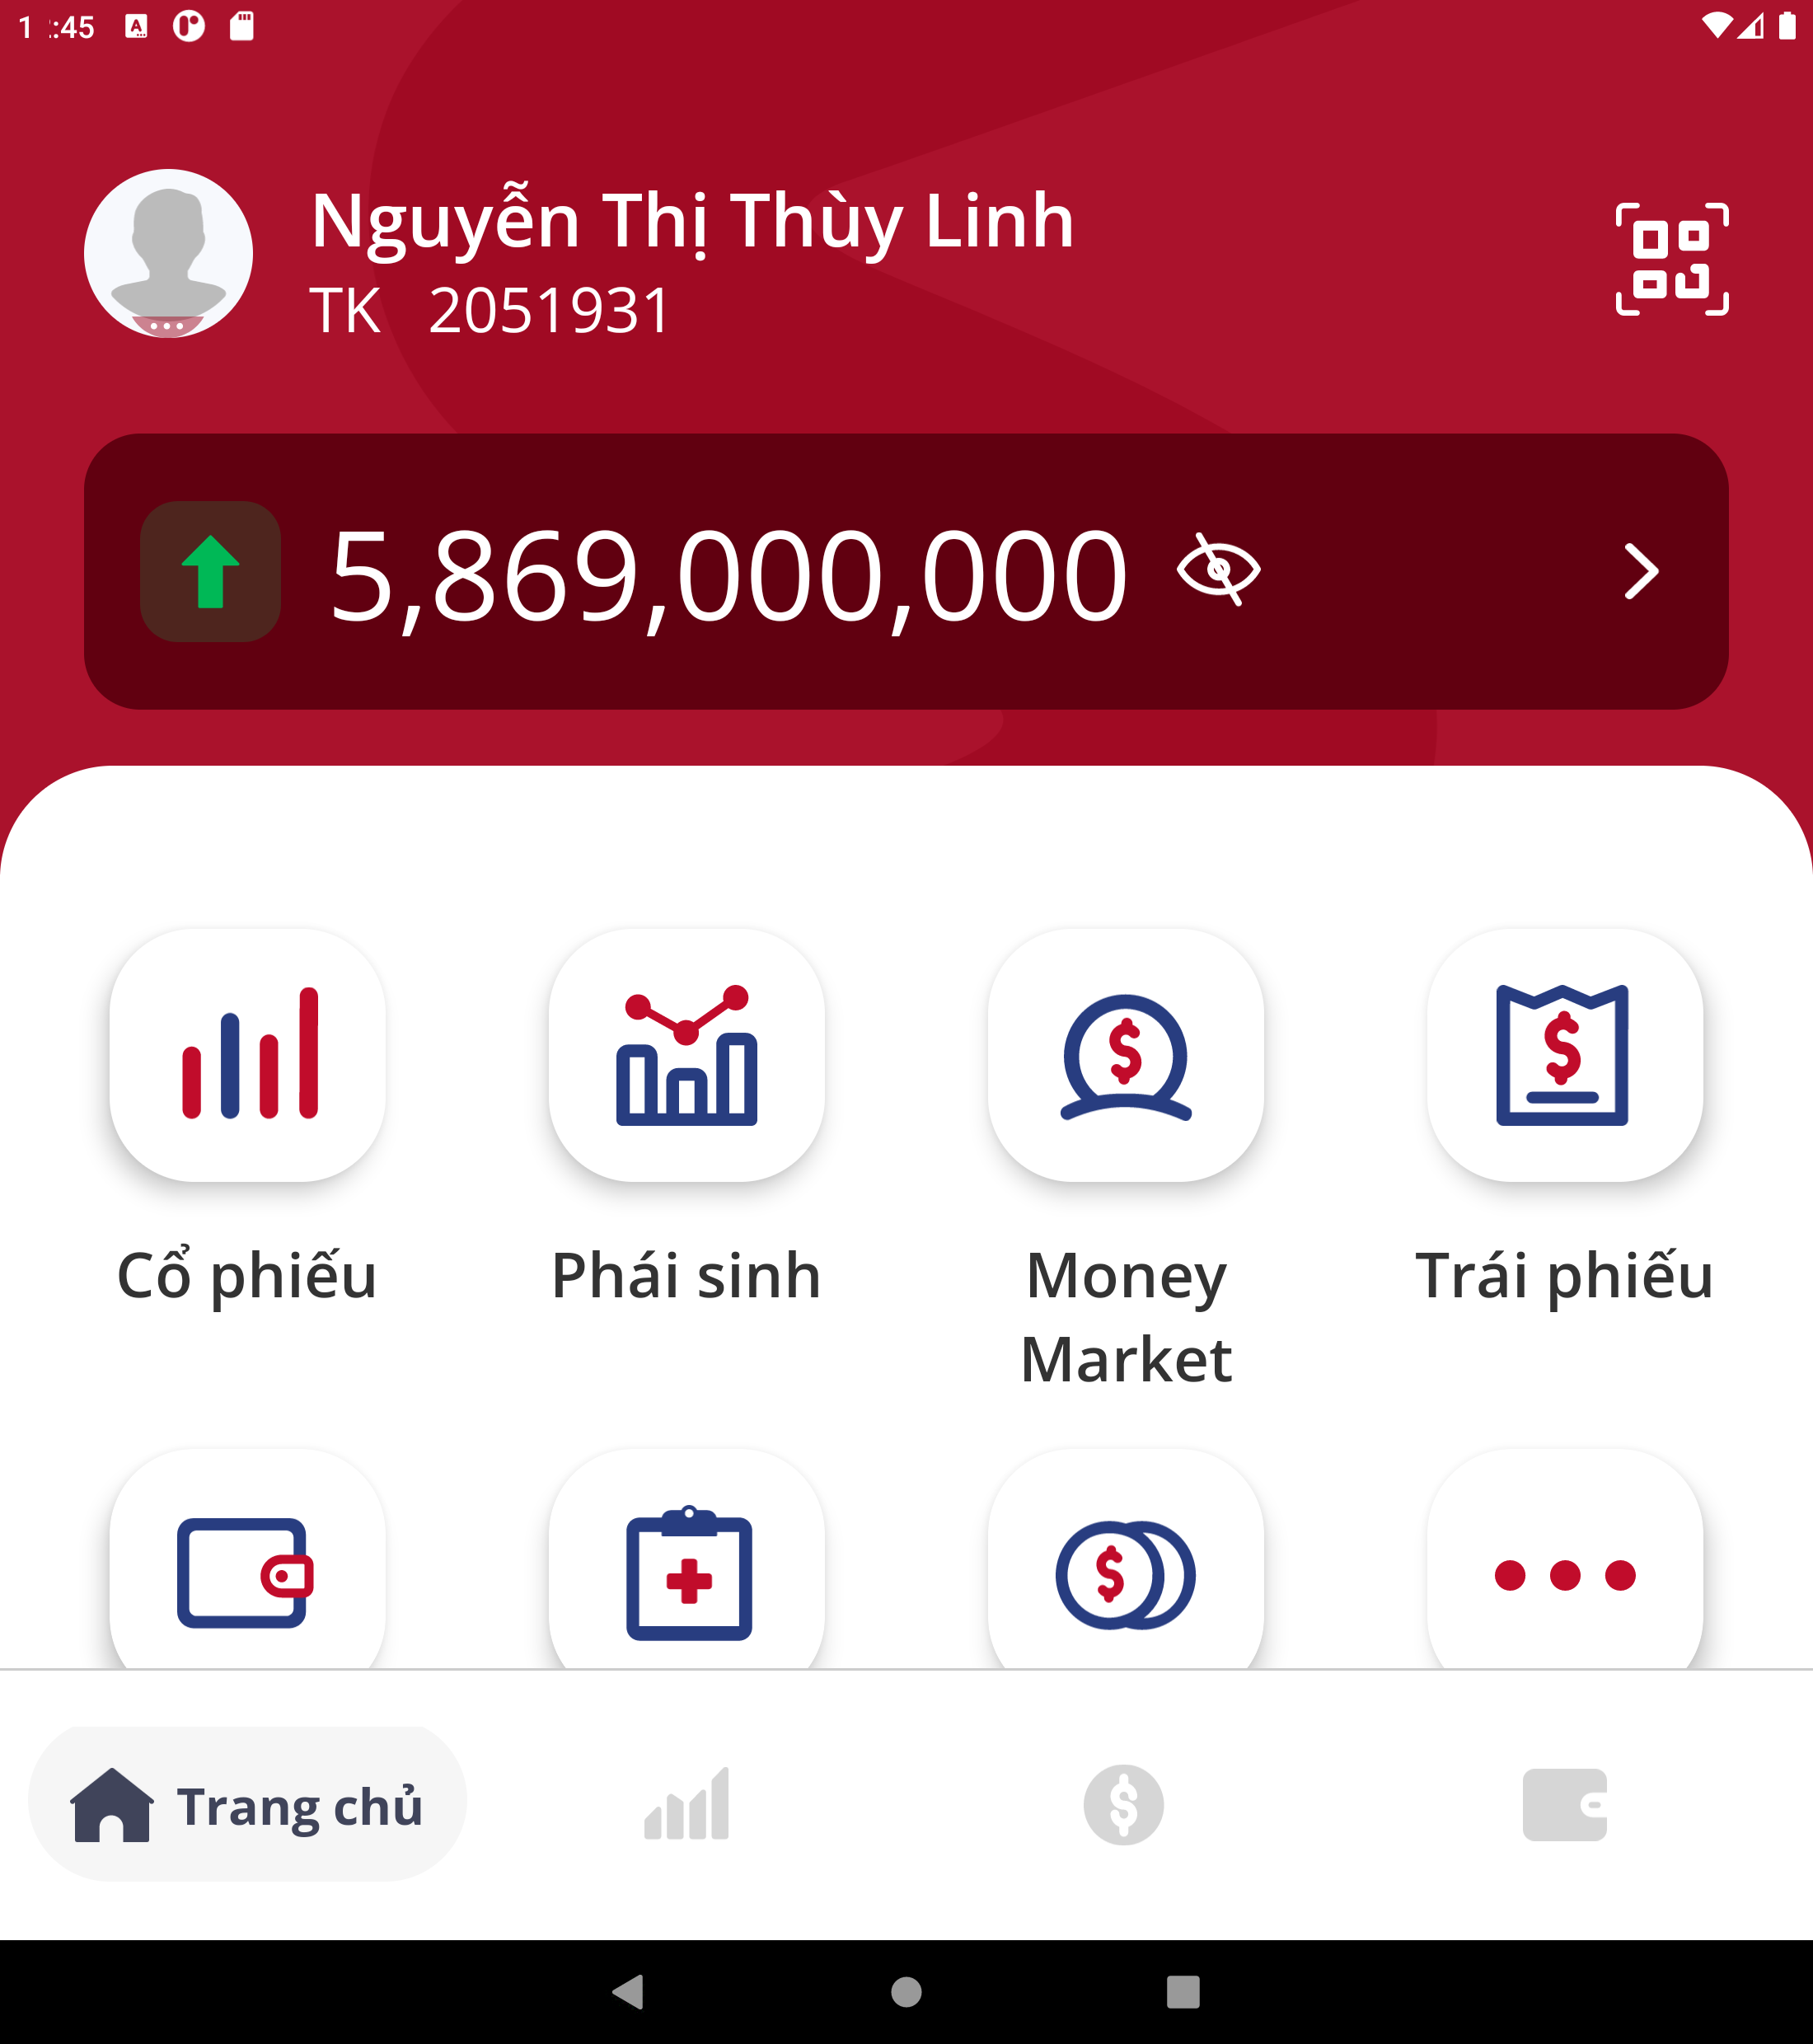 :45
Nguyễn Thị Thùy Linh
TK 2051931
5,869,000,000
Cổ phiếu
Phái sinh
Money
Market
Trái phiếu
Trang chủ